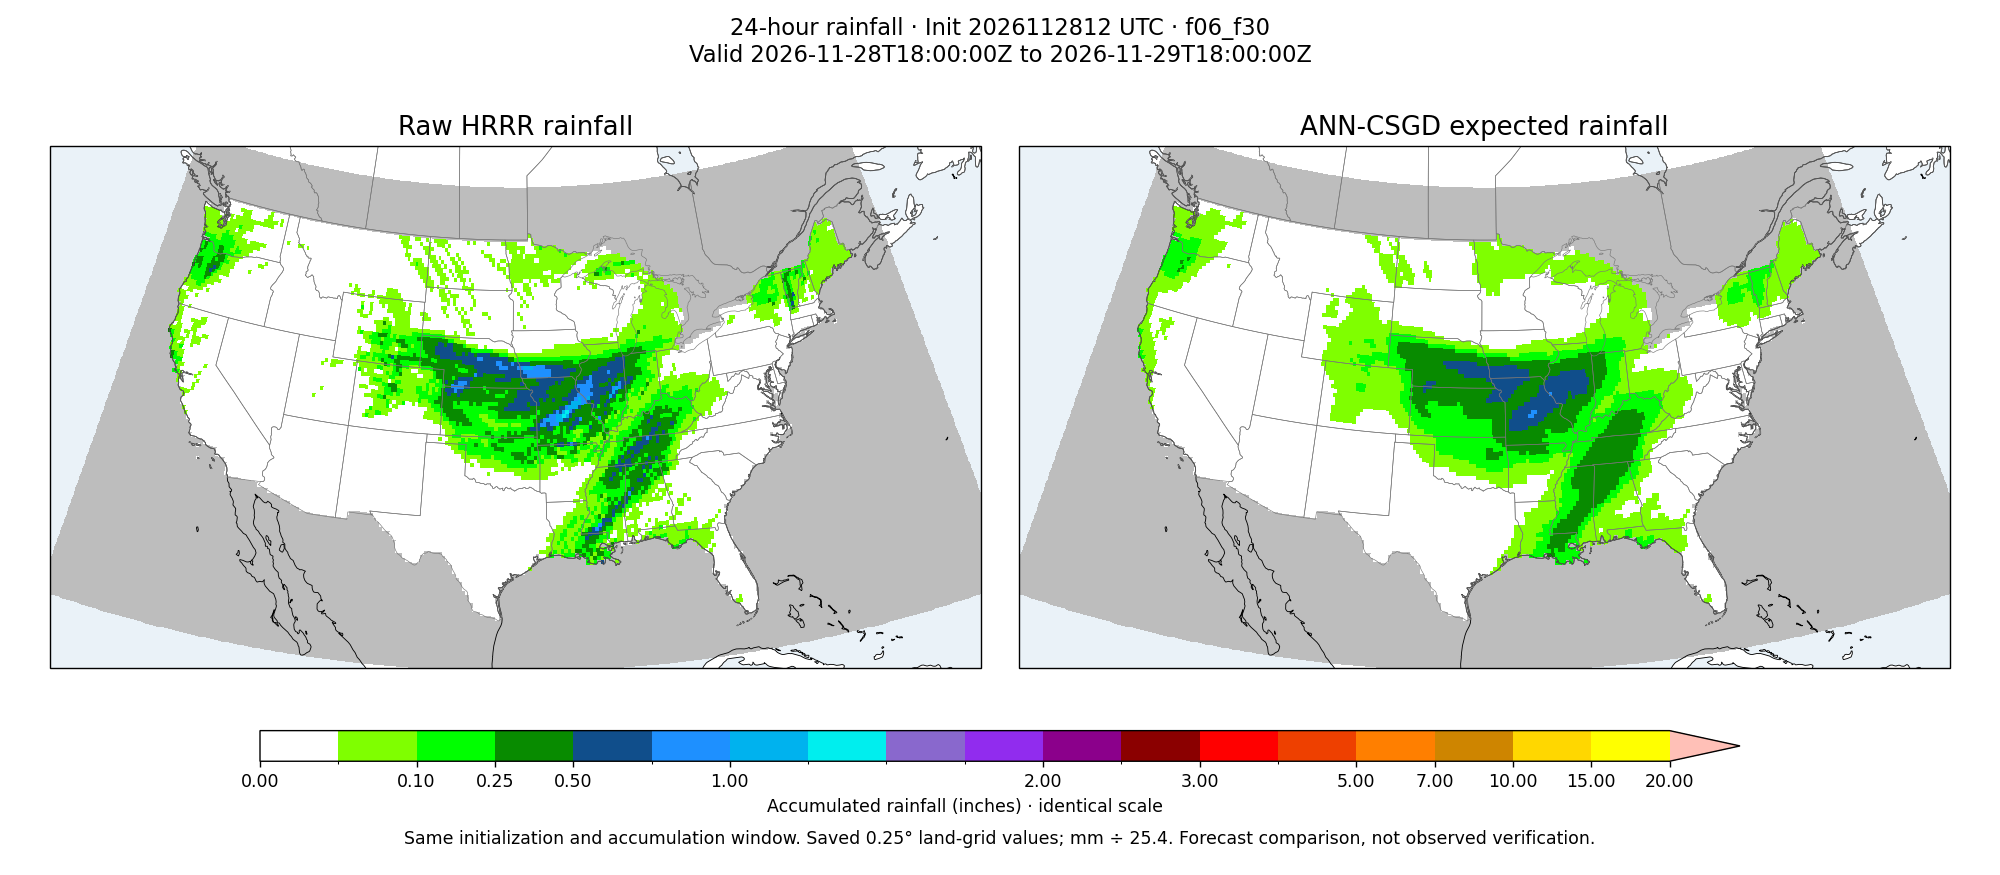 24-hour rainfall · Init 2026112812 UTC · f06_f30
Valid 2026-11-28T18:00:00Z to 2026-11-29T18:00:00Z
Raw HRRR rainfall
ANN-CSGD expected rainfall
0.00 0.10 0.25 0.50 1.00 2.00 3.00 5.00 7.00 10.00 15.00 20.00
Accumulated rainfall (inches) · identical scale
Same initialization and accumulation window. Saved 0.25° land-grid values; mm ÷ 25.4. Forecast comparison, not observed verification.